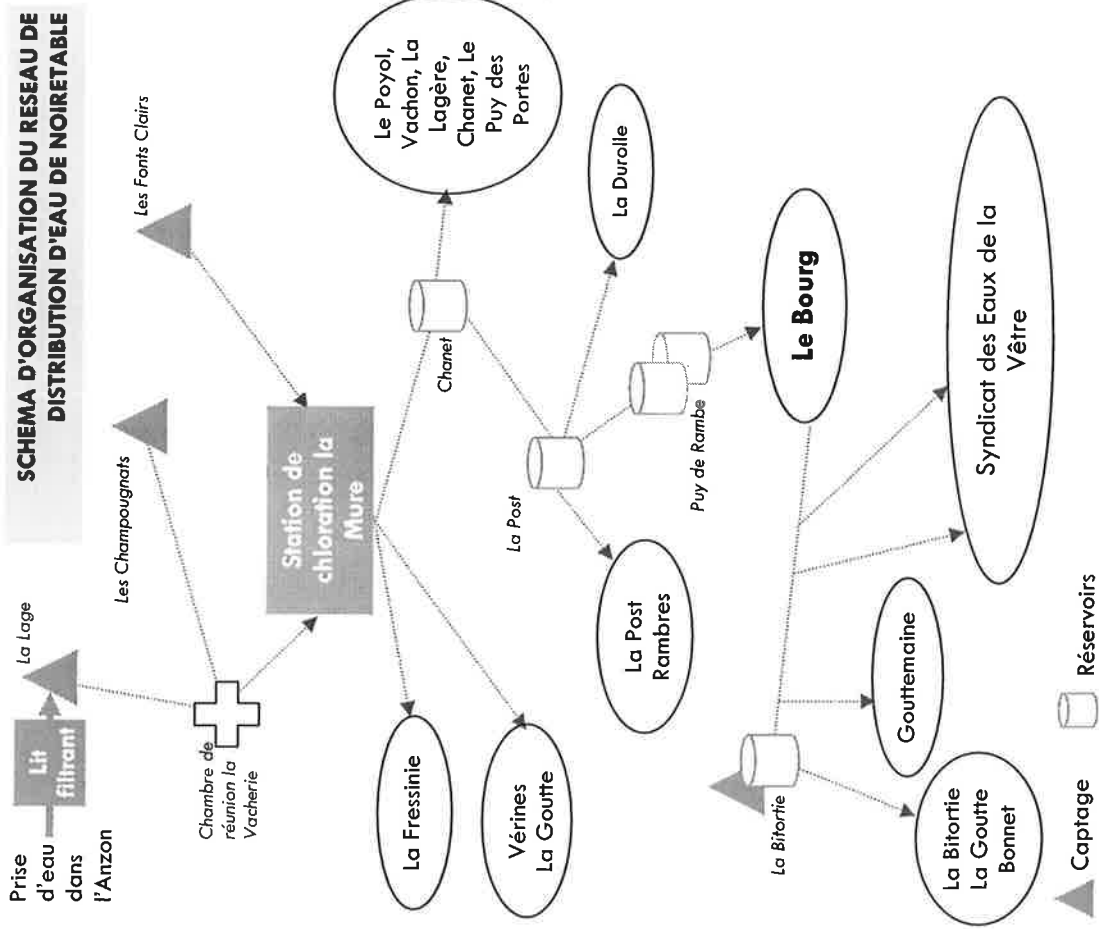 SCHEMA D'ORGANISATION DU RESEAU DE
DISTRIBUTION D'EAU DE NOIRETABLE
Prise
d'eau
dans
l'Anzon
Lit
filtrant
La Lage
Les Champougnats
Les Fonts Clairs
Chambre de
réunion la
Vacherie
Station de
chloration la
Mure
Chanet
Le Poyol,
Vachon, La
Lagère,
Chanet, Le
Puy des
Portes
La Fressinie
Vérines
La Goutte
La Post
La Durolle
La Post
Rambres
Puy de Rambe
Le Bourg
La Bitortie
Gouttemaine
La Bitortie
La Goutte
Bonnet
Syndicat des Eaux de la
Vêtre
Captage
Réservoirs